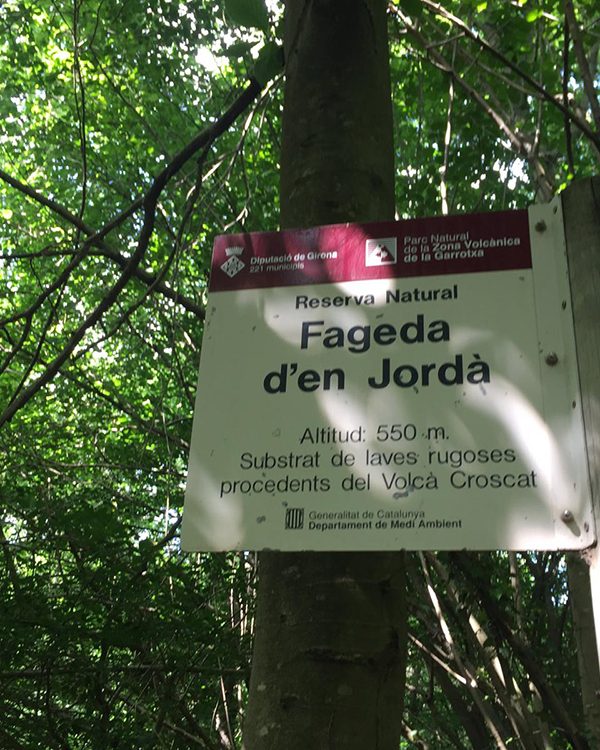 Diputació de Girona
221 municipis
Parc Natural
de la Zona Volcànica
de la Garrotxa
Reserva Natural
Fageda
d'en Jordà
Altitud: 550 m.
Substrat de laves rugoses
procedents del Volcà Croscat
Generalitat de Catalunya
Departament de Medi Ambient